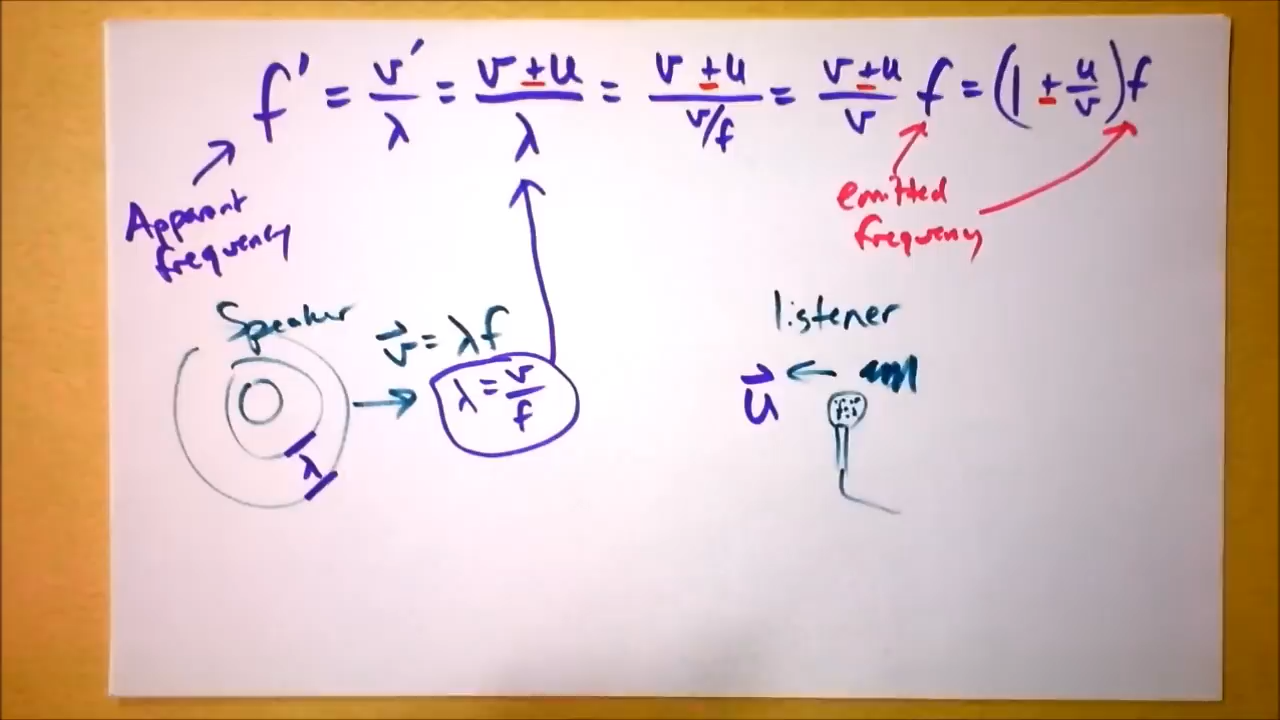 f' = v'/λ = (v ± u)/λ = (v ± u)/(v/f) = (v ± u)/v f = (1 ± u/v)f
Apparent
frequency
emitted
frequency
Speaker
v⃗ = λf
λ = v/f
λ
listener
u⃗